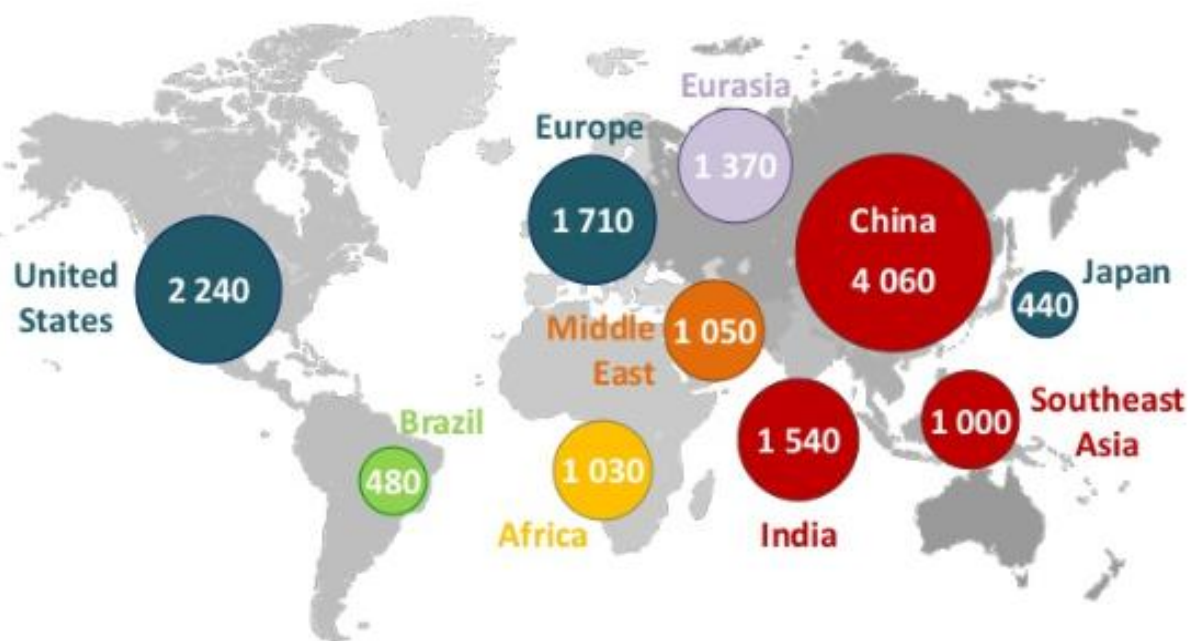 Eurasia
1 370
Europe
1 710
China
4 060
United
States
2 240
Japan
440
Middle
East
1 050
Brazil
480
Africa
1 030
India
1 540
Southeast
Asia
1 000